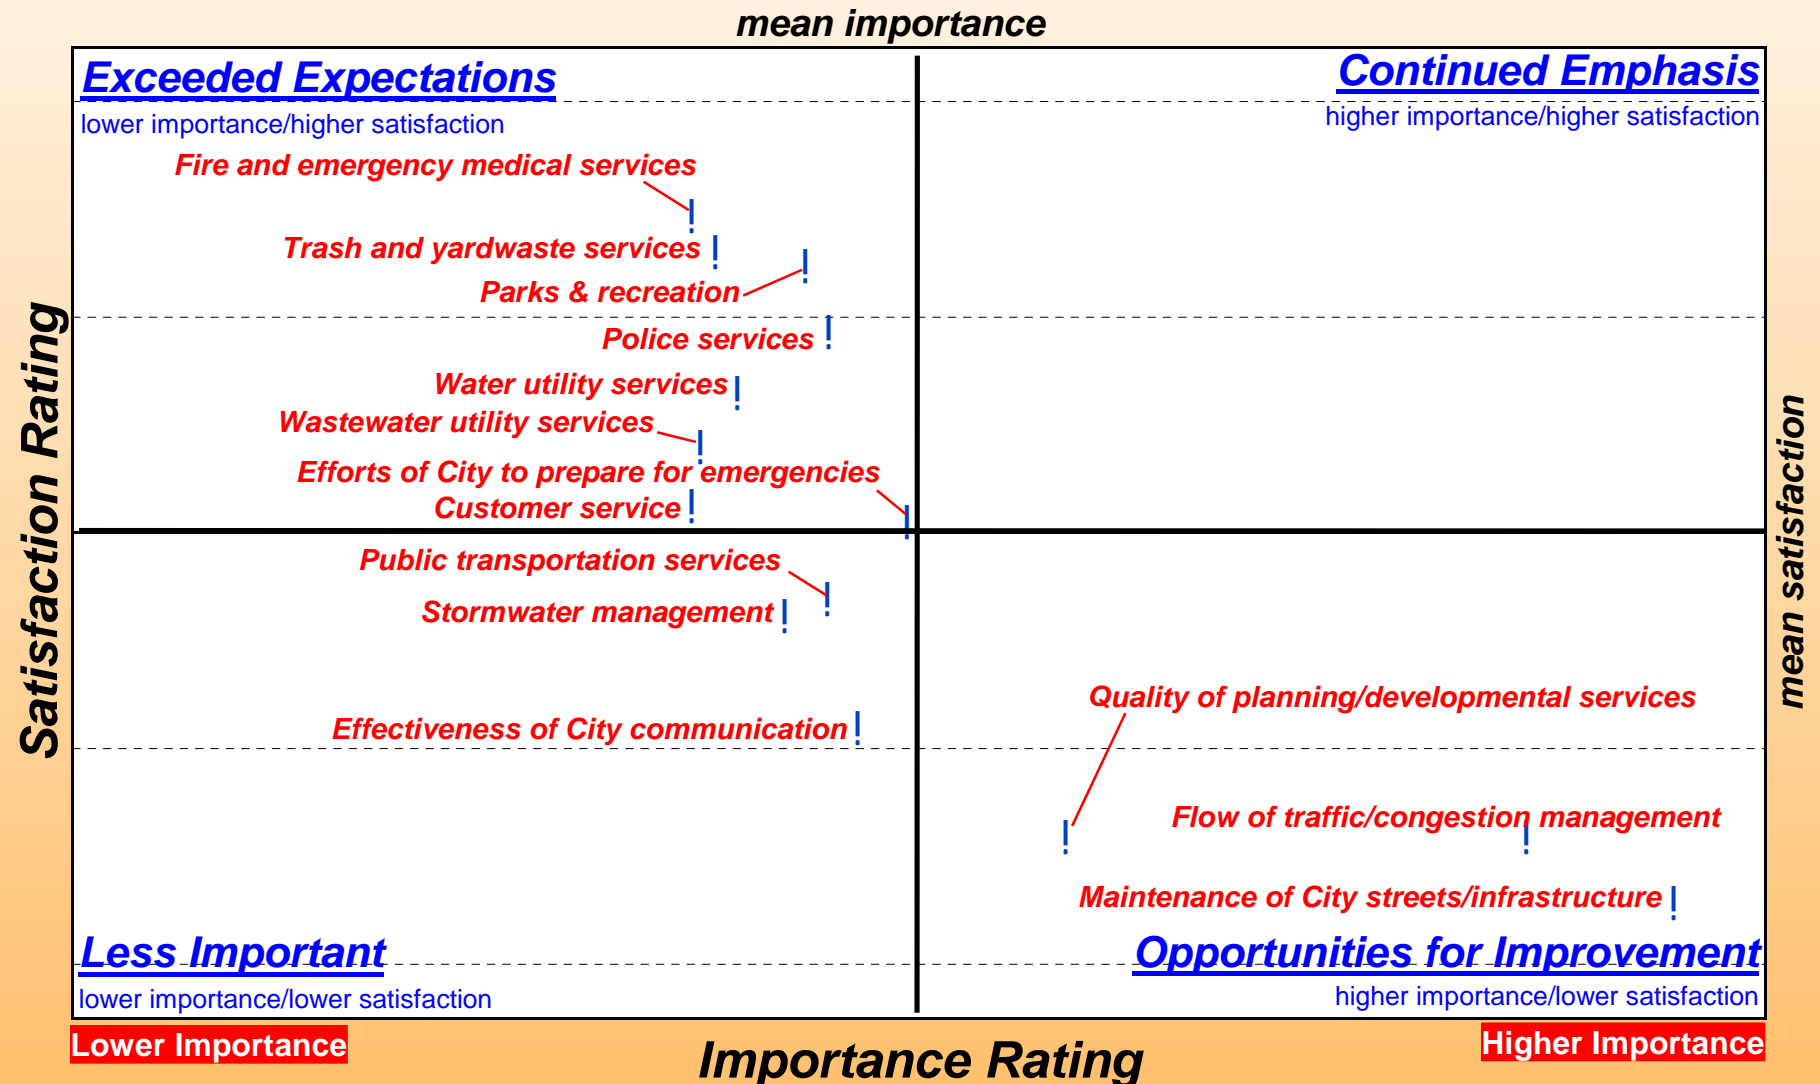 mean importance
Exceeded Expectations
Continued Emphasis
lower importance/higher satisfaction
higher importance/higher satisfaction
Fire and emergency medical services
Trash and yardwaste services
Parks & recreation
Police services
Water utility services
Wastewater utility services
Efforts of City to prepare for emergencies
Customer service
Satisfaction Rating
mean satisfaction
Public transportation services
Stormwater management
Quality of planning/developmental services
Effectiveness of City communication
Flow of traffic/congestion management
Maintenance of City streets/infrastructure
Less Important
Opportunities for Improvement
lower importance/lower satisfaction
higher importance/lower satisfaction
Lower Importance
Importance Rating
Higher Importance